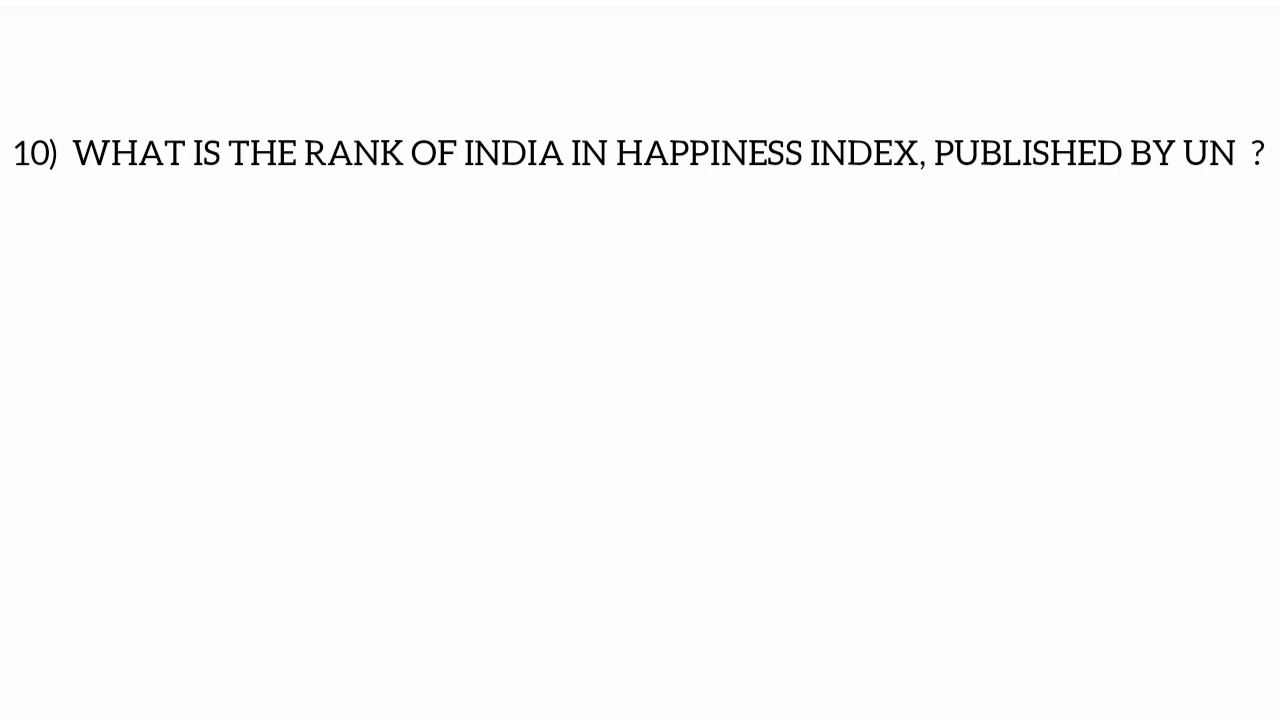 10) WHAT IS THE RANK OF INDIA IN HAPPINESS INDEX, PUBLISHED BY UN ?